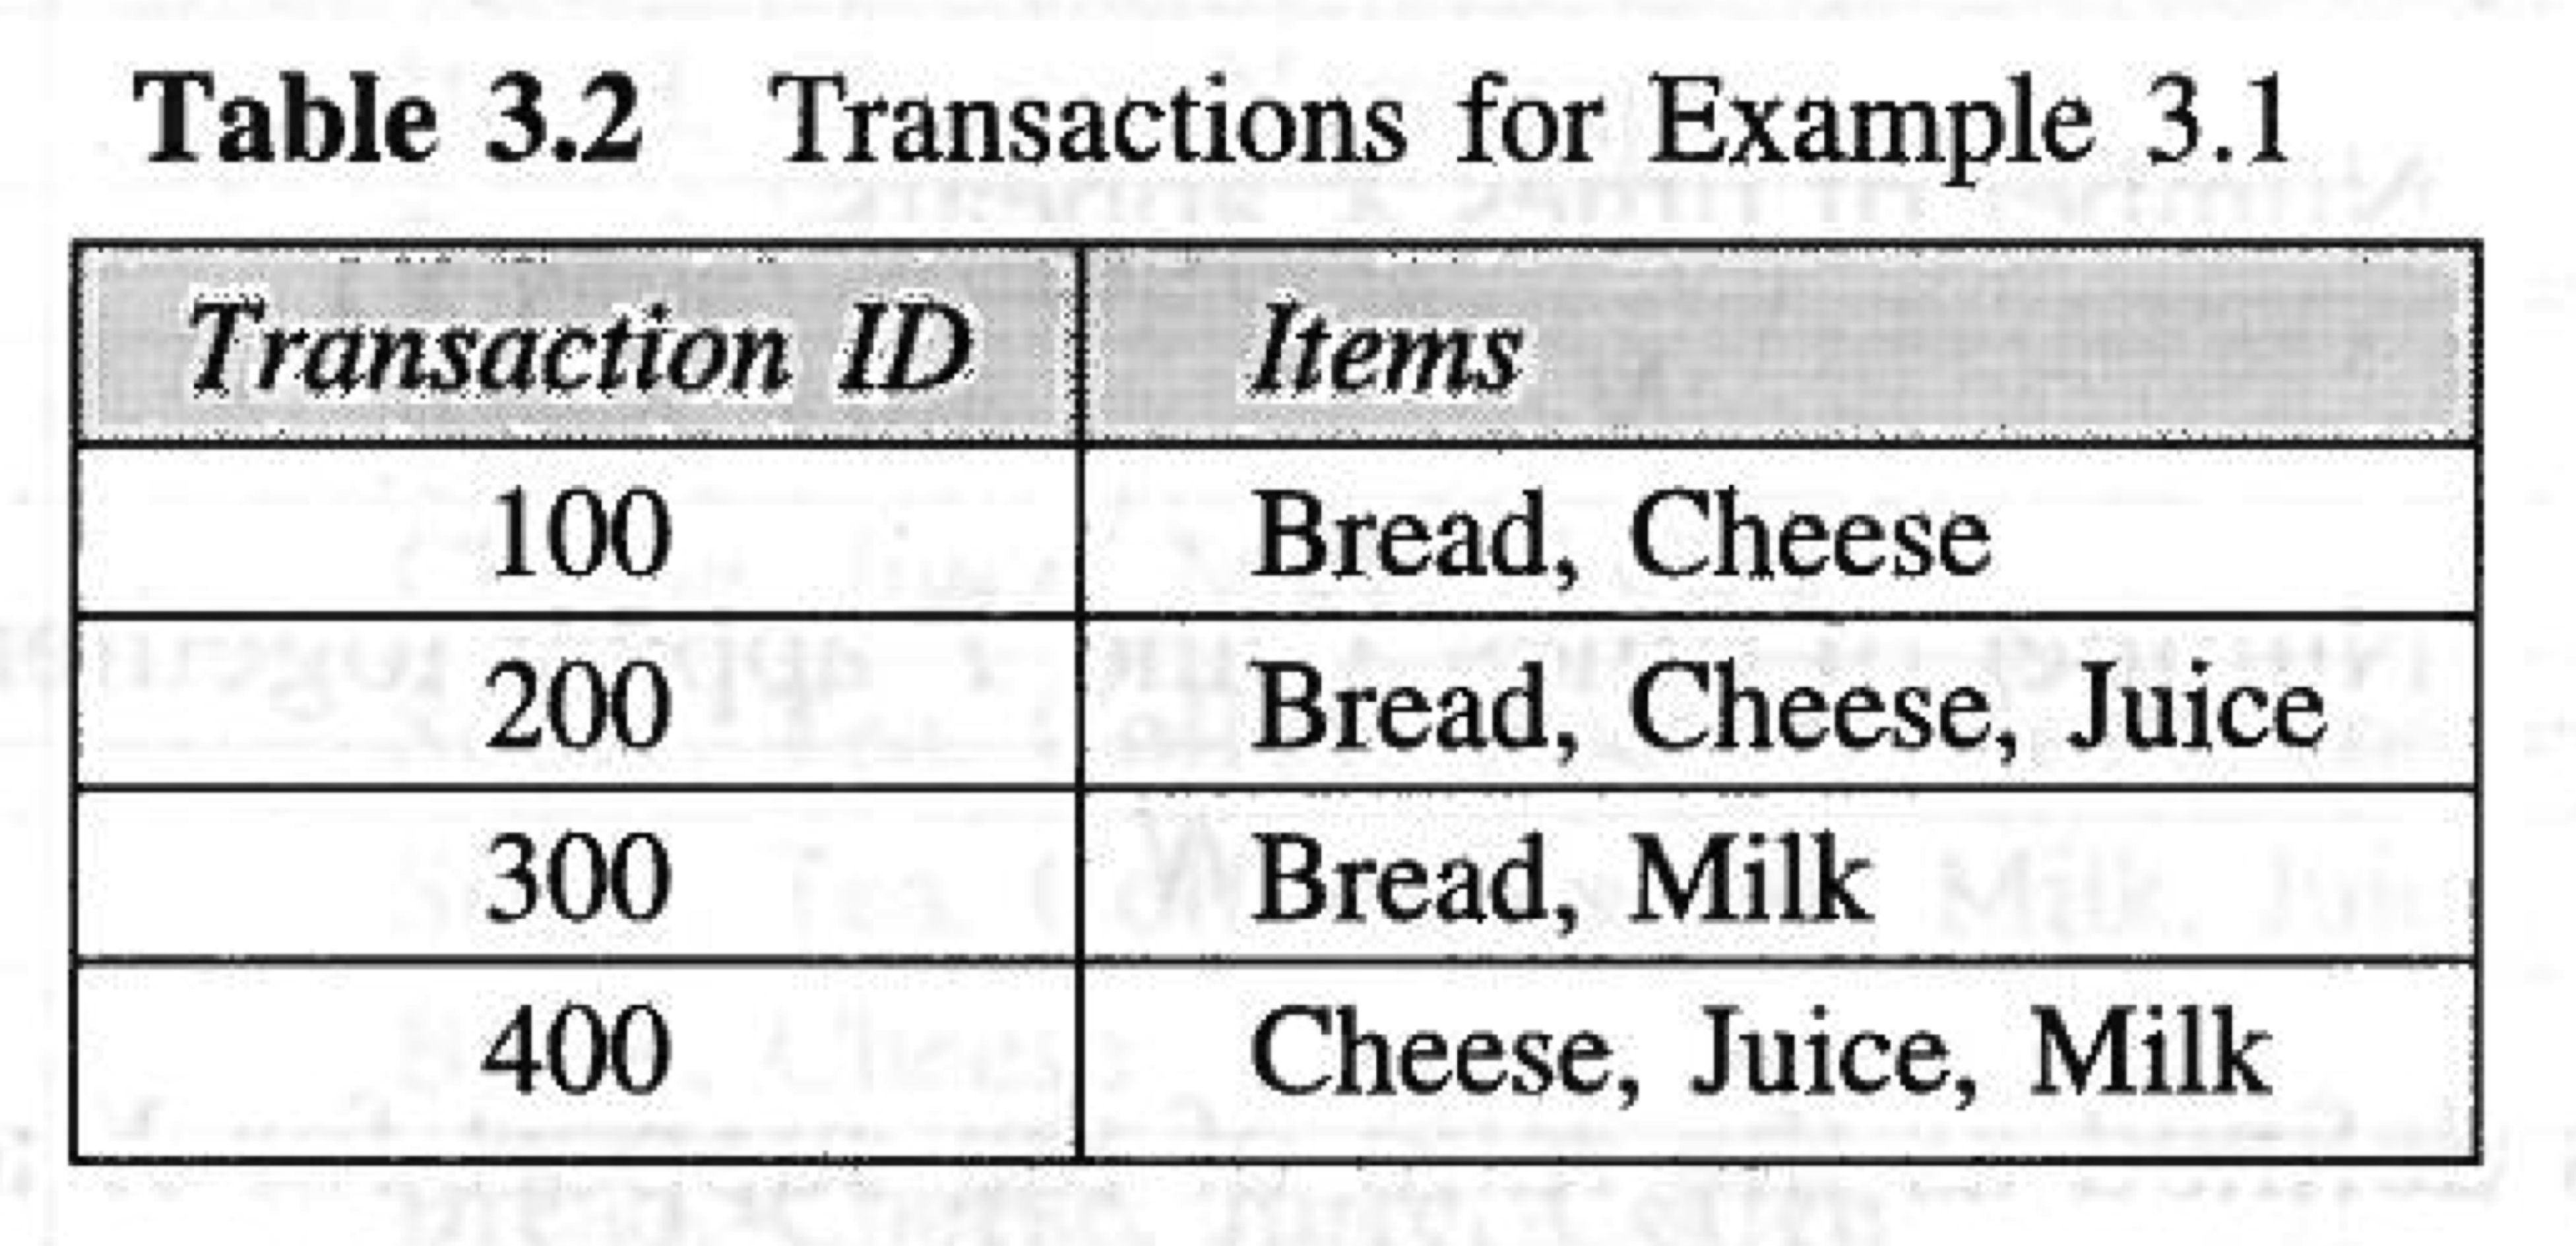 Table 3.2 Transactions for Example 3.1
Transaction ID Items
100 Bread, Cheese
200 Bread, Cheese, Juice
300 Bread, Milk
400 Cheese, Juice, Milk